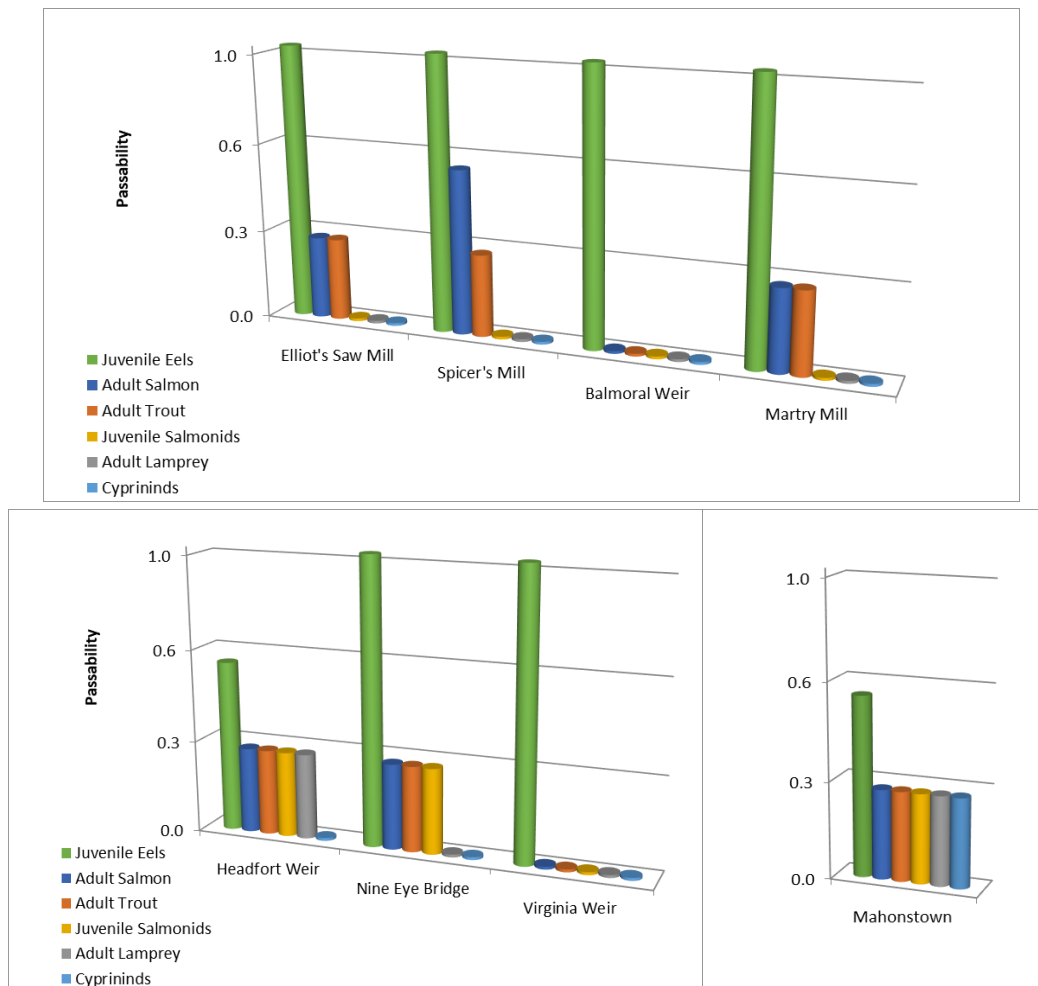 1.0
0.6
0.3
0.0
Passability
Elliot's Saw Mill
Spicer's Mill
Balmoral Weir
Martry Mill
Juvenile Eels
Adult Salmon
Adult Trout
Juvenile Salmonids
Adult Lamprey
Cyprininds
1.0
0.6
0.3
0.0
Passability
Headfort Weir
Nine Eye Bridge
Virginia Weir
Juvenile Eels
Adult Salmon
Adult Trout
Juvenile Salmonids
Adult Lamprey
Cyprininds
1.0
0.6
0.3
0.0
Mahonstown